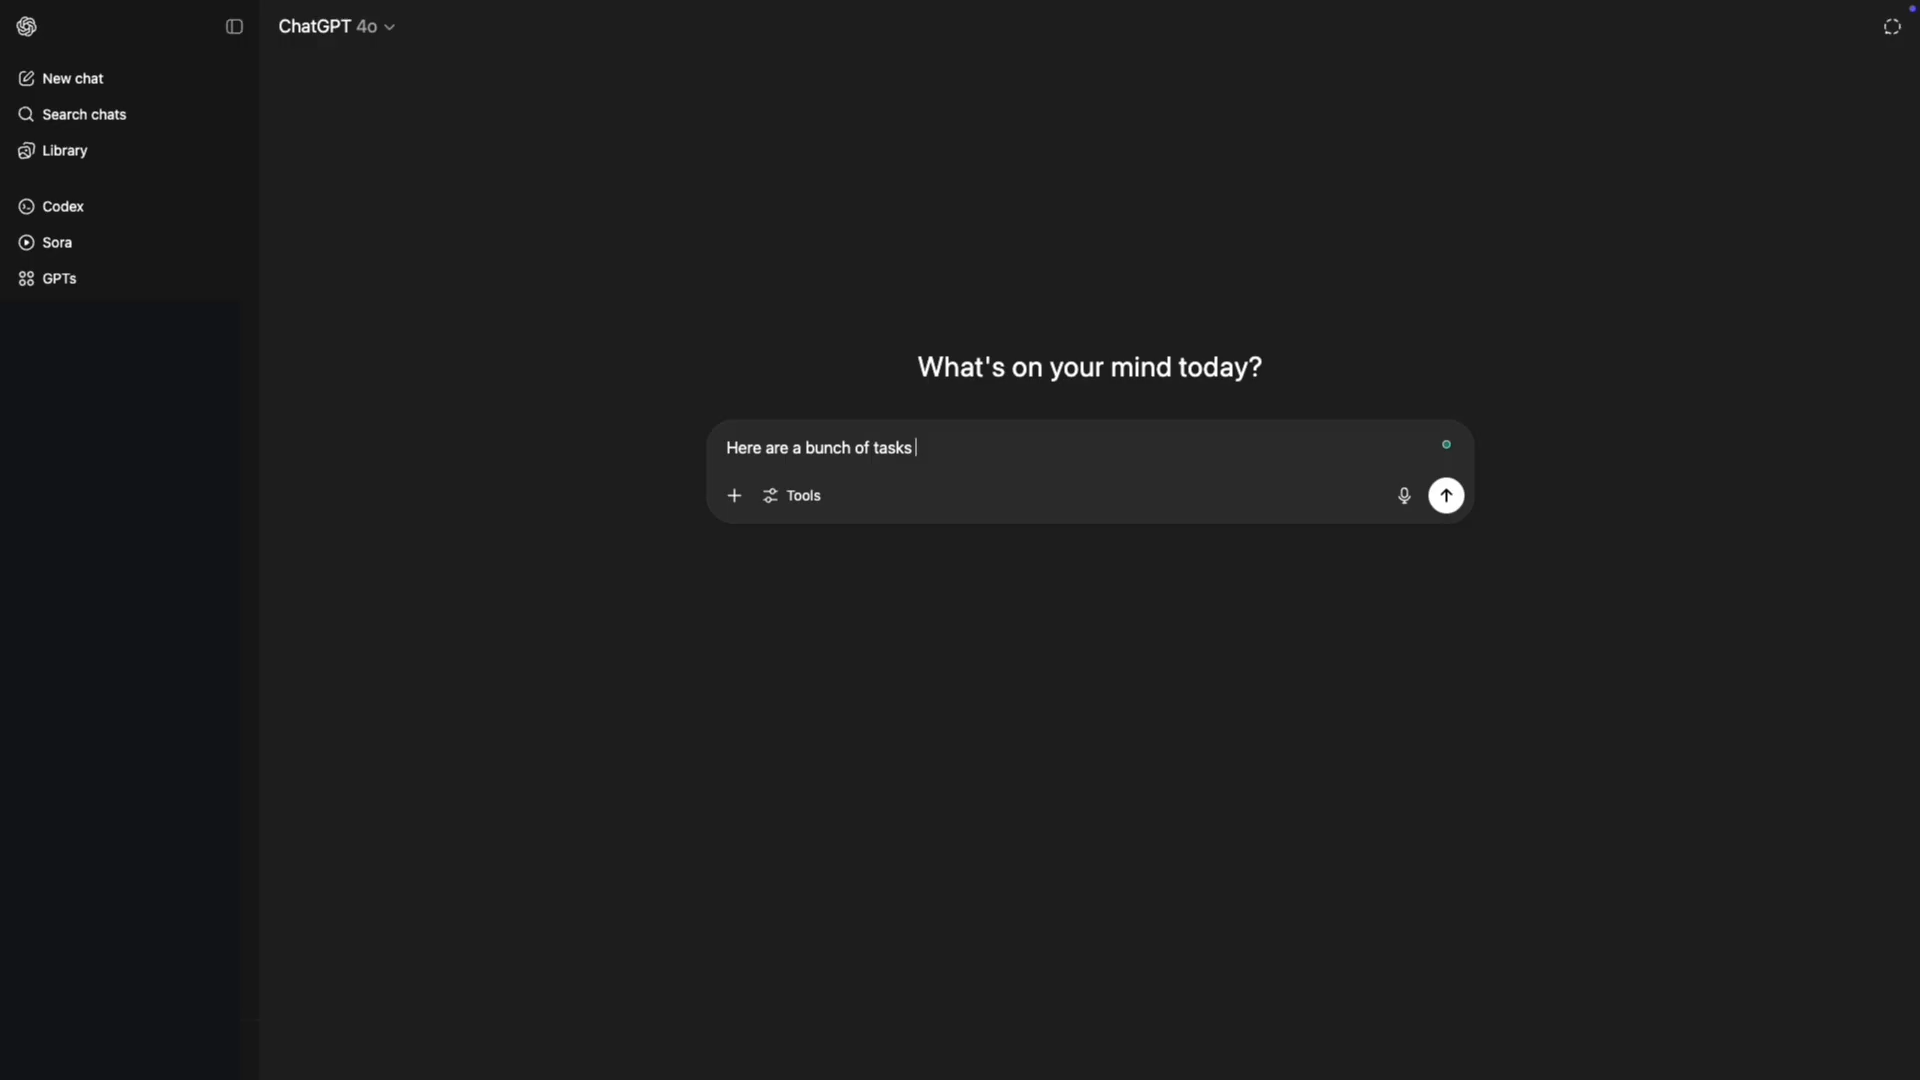 ChatGPT 4o
New chat
Search chats
Library
Codex
Sora
GPTs
What's on your mind today?
Here are a bunch of tasks
Tools